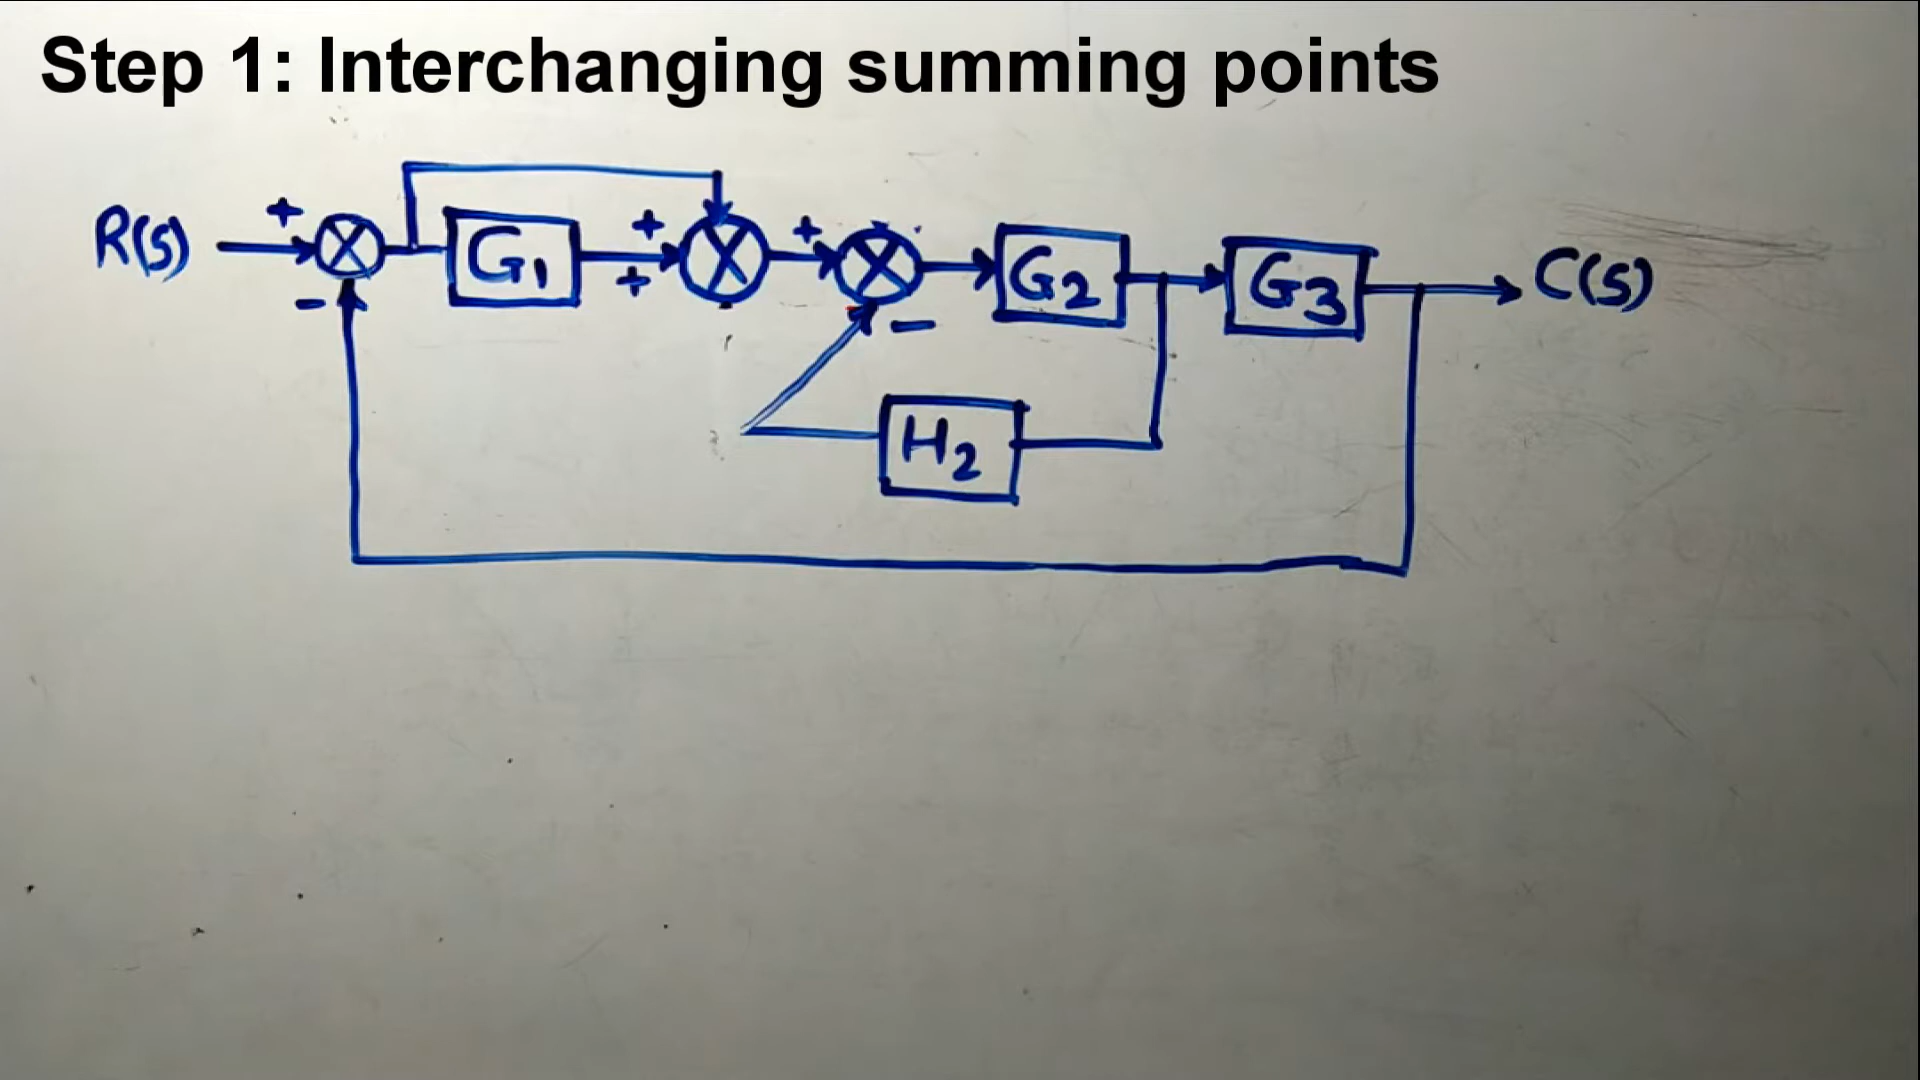 Step 1: Interchanging summing points
R(s) + - G1 + + + - G2 G3 C(s)
H2